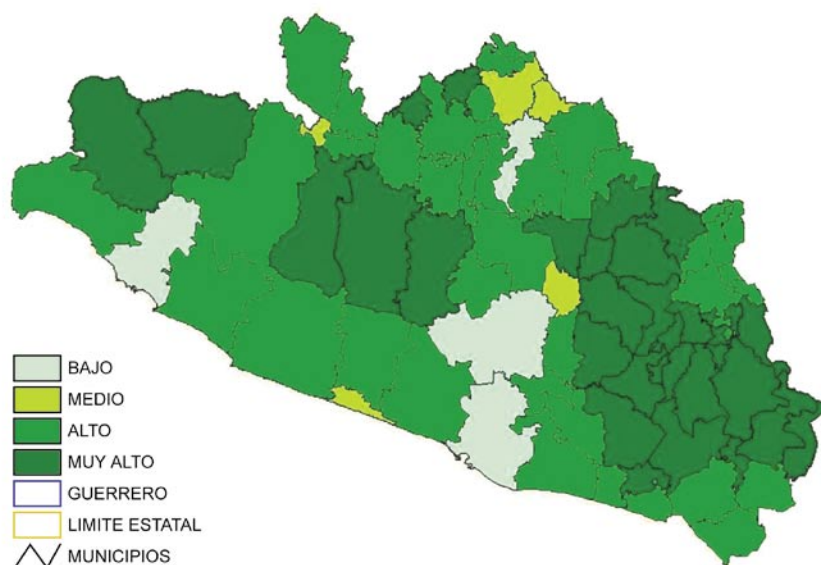 BAJO
MEDIO
ALTO
MUY ALTO
GUERRERO
LIMITE ESTATAL
MUNICIPIOS